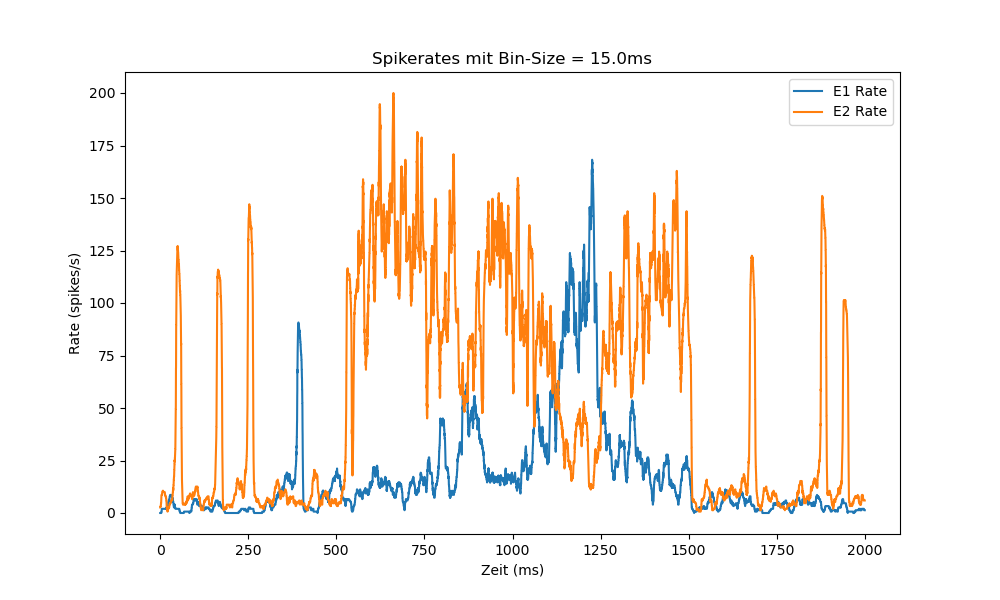 Spikerates mit Bin-Size = 15.0ms
E1 Rate
E2 Rate
200
175
150
125
100
75
50
25
0
Rate (spikes/s)
0 250 500 750 1000 1250 1500 1750 2000
Zeit (ms)